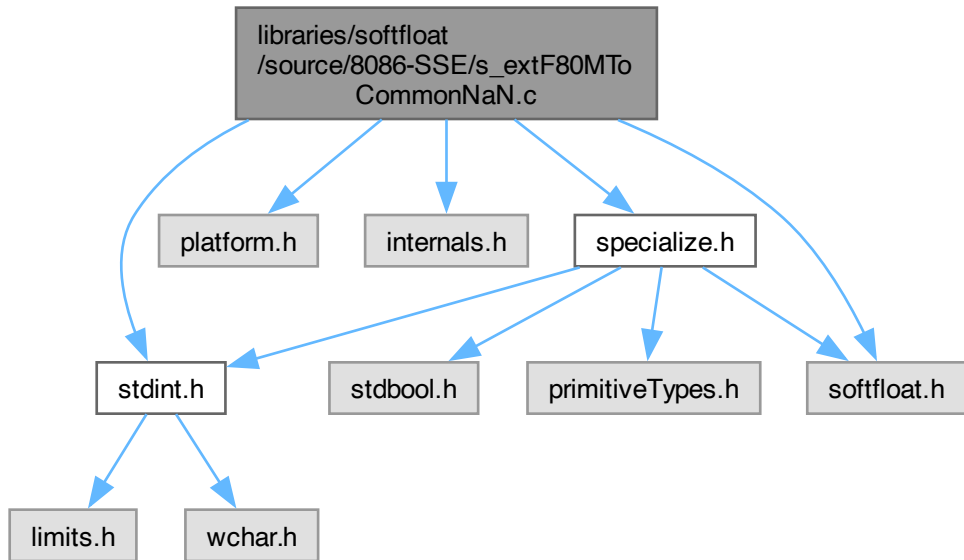 libraries/softfloat
/source/8086-SSE/s_extF80MTo
CommonNaN.c
platform.h
internals.h
specialize.h
stdint.h
stdbool.h
primitiveTypes.h
softfloat.h
limits.h
wchar.h